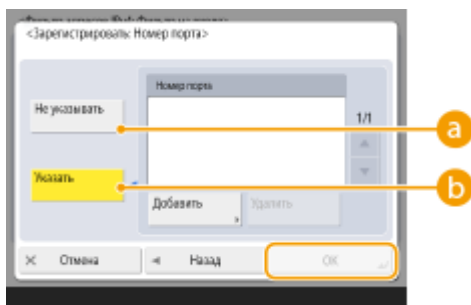 <Зарегистрировать: Номер порта>
Номер порта
Не указывать
1/1
a
Указать
b
Добавить
Удалить
Отмена
Назад
OK